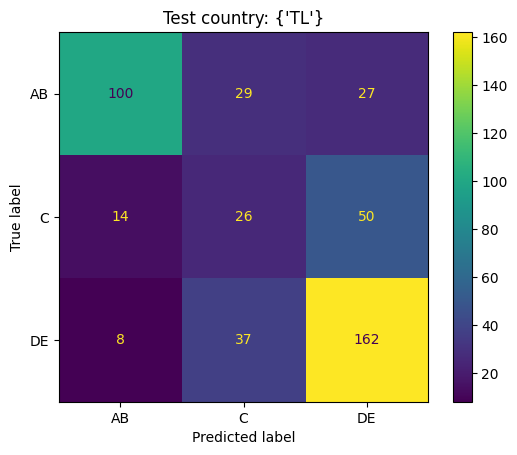 Test country: {'TL'}
AB 100 29 27
C 14 26 50
DE 8 37 162
AB C DE
Predicted label
True label
160
140
120
100
80
60
40
20